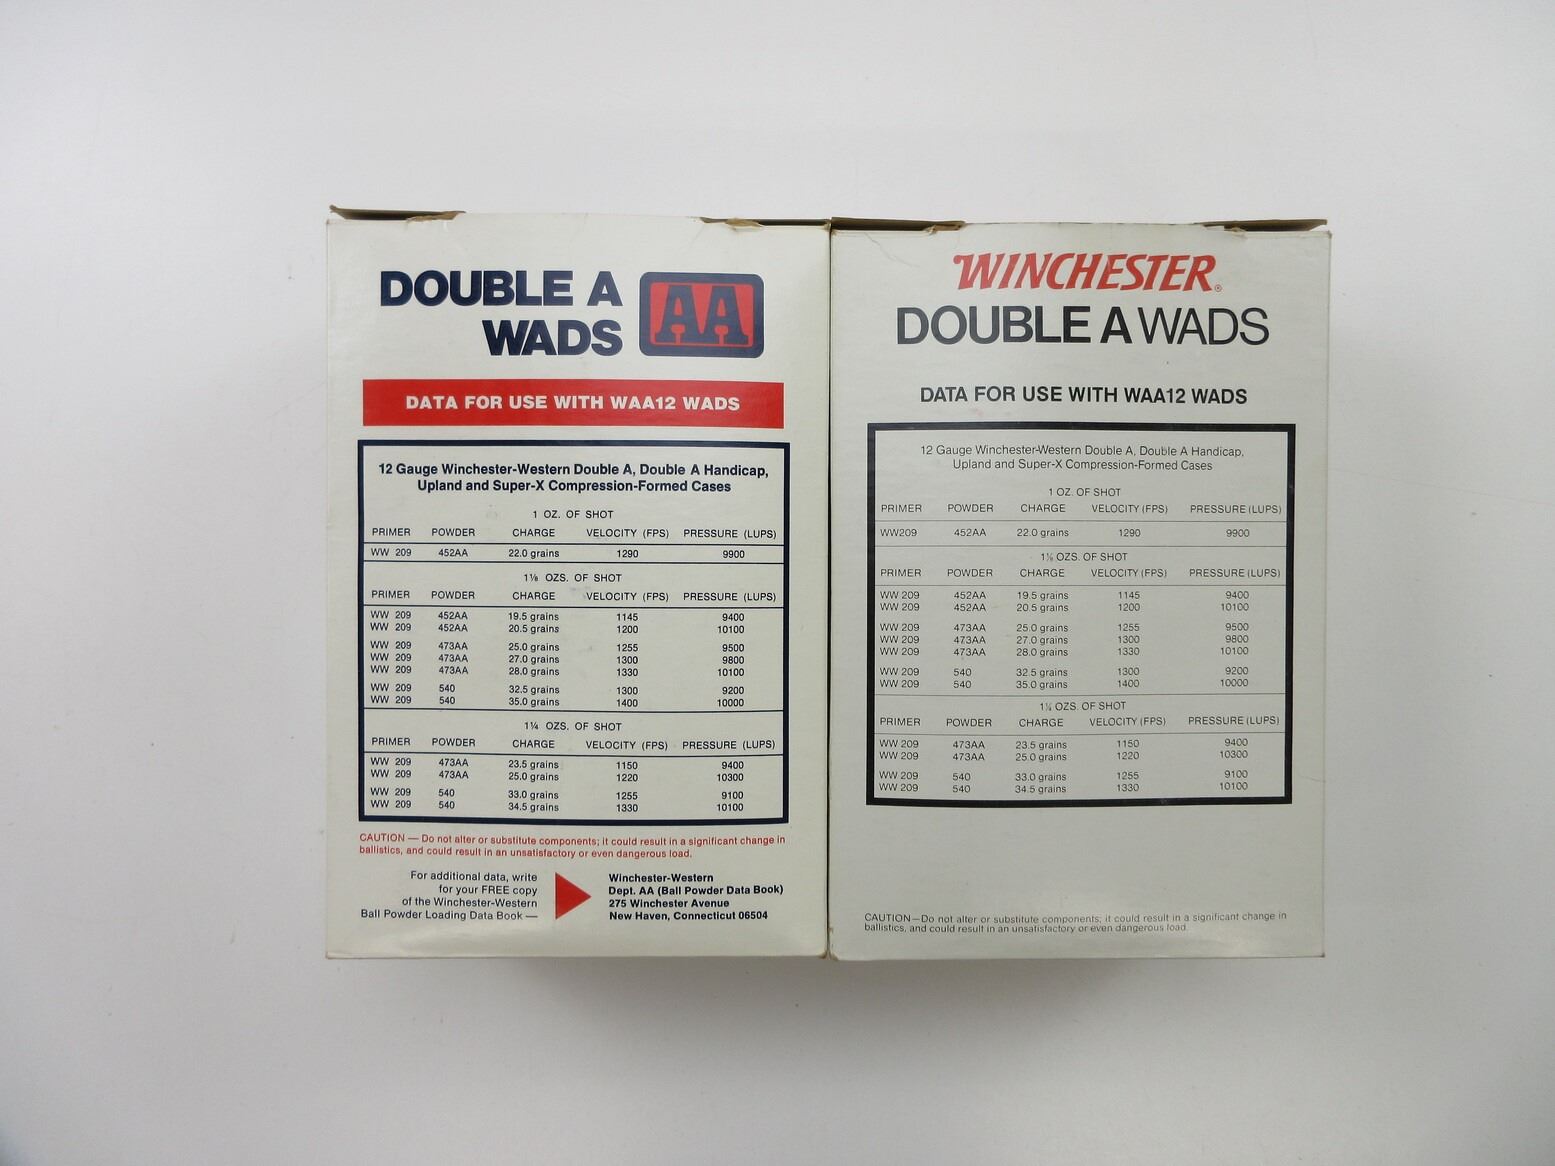 DOUBLE A
WADS
AA
DATA FOR USE WITH WAA12 WADS
12 Gauge Winchester-Western Double A, Double A Handicap,
Upland and Super-X Compression-Formed Cases
1 OZ. OF SHOT
PRIMER POWDER CHARGE VELOCITY (FPS) PRESSURE (LUPS)
WW 209 452AA 22.0 grains 1290 9900
1⅛ OZS. OF SHOT
PRIMER POWDER CHARGE VELOCITY (FPS) PRESSURE (LUPS)
WW 209 452AA 19.5 grains 1145 9400
WW 209 452AA 20.5 grains 1200 10100
WW 209 473AA 25.0 grains 1255 9500
WW 209 473AA 27.0 grains 1300 9800
WW 209 473AA 28.0 grains 1330 10100
WW 209 540 32.5 grains 1300 9200
WW 209 540 35.0 grains 1400 10000
1¼ OZS. OF SHOT
PRIMER POWDER CHARGE VELOCITY (FPS) PRESSURE (LUPS)
WW 209 473AA 23.5 grains 1150 9400
WW 209 473AA 25.0 grains 1220 10300
WW 209 540 33.0 grains 1255 9100
WW 209 540 34.5 grains 1330 10100
CAUTION — Do not alter or substitute components; it could result in a significant change in
ballistics, and could result in an unsatisfactory or even dangerous load.
For additional data, write
for your FREE copy
of the Winchester-Western
Ball Powder Loading Data Book —
Winchester-Western
Dept. AA (Ball Powder Data Book)
275 Winchester Avenue
New Haven, Connecticut 06504
WINCHESTER®
DOUBLE A WADS
DATA FOR USE WITH WAA12 WADS
12 Gauge Winchester-Western Double A, Double A Handicap,
Upland and Super-X Compression-Formed Cases
1 OZ. OF SHOT
PRIMER POWDER CHARGE VELOCITY (FPS) PRESSURE (LUPS)
WW209 452AA 22.0 grains 1290 9900
1⅛ OZS. OF SHOT
PRIMER POWDER CHARGE VELOCITY (FPS) PRESSURE (LUPS)
WW 209 452AA 19.5 grains 1145 9400
WW 209 452AA 20.5 grains 1200 10100
WW 209 473AA 25.0 grains 1255 9500
WW 209 473AA 27.0 grains 1300 9800
WW 209 473AA 28.0 grains 1330 10100
WW 209 540 32.5 grains 1300 9200
WW 209 540 35.0 grains 1400 10000
1¼ OZS. OF SHOT
PRIMER POWDER CHARGE VELOCITY (FPS) PRESSURE (LUPS)
WW 209 473AA 23.5 grains 1150 9400
WW 209 473AA 25.0 grains 1220 10300
WW 209 540 33.0 grains 1255 9100
WW 209 540 34.5 grains 1330 10100
CAUTION—Do not alter or substitute components; it could result in a significant change in
ballistics, and could result in an unsatisfactory or even dangerous load.